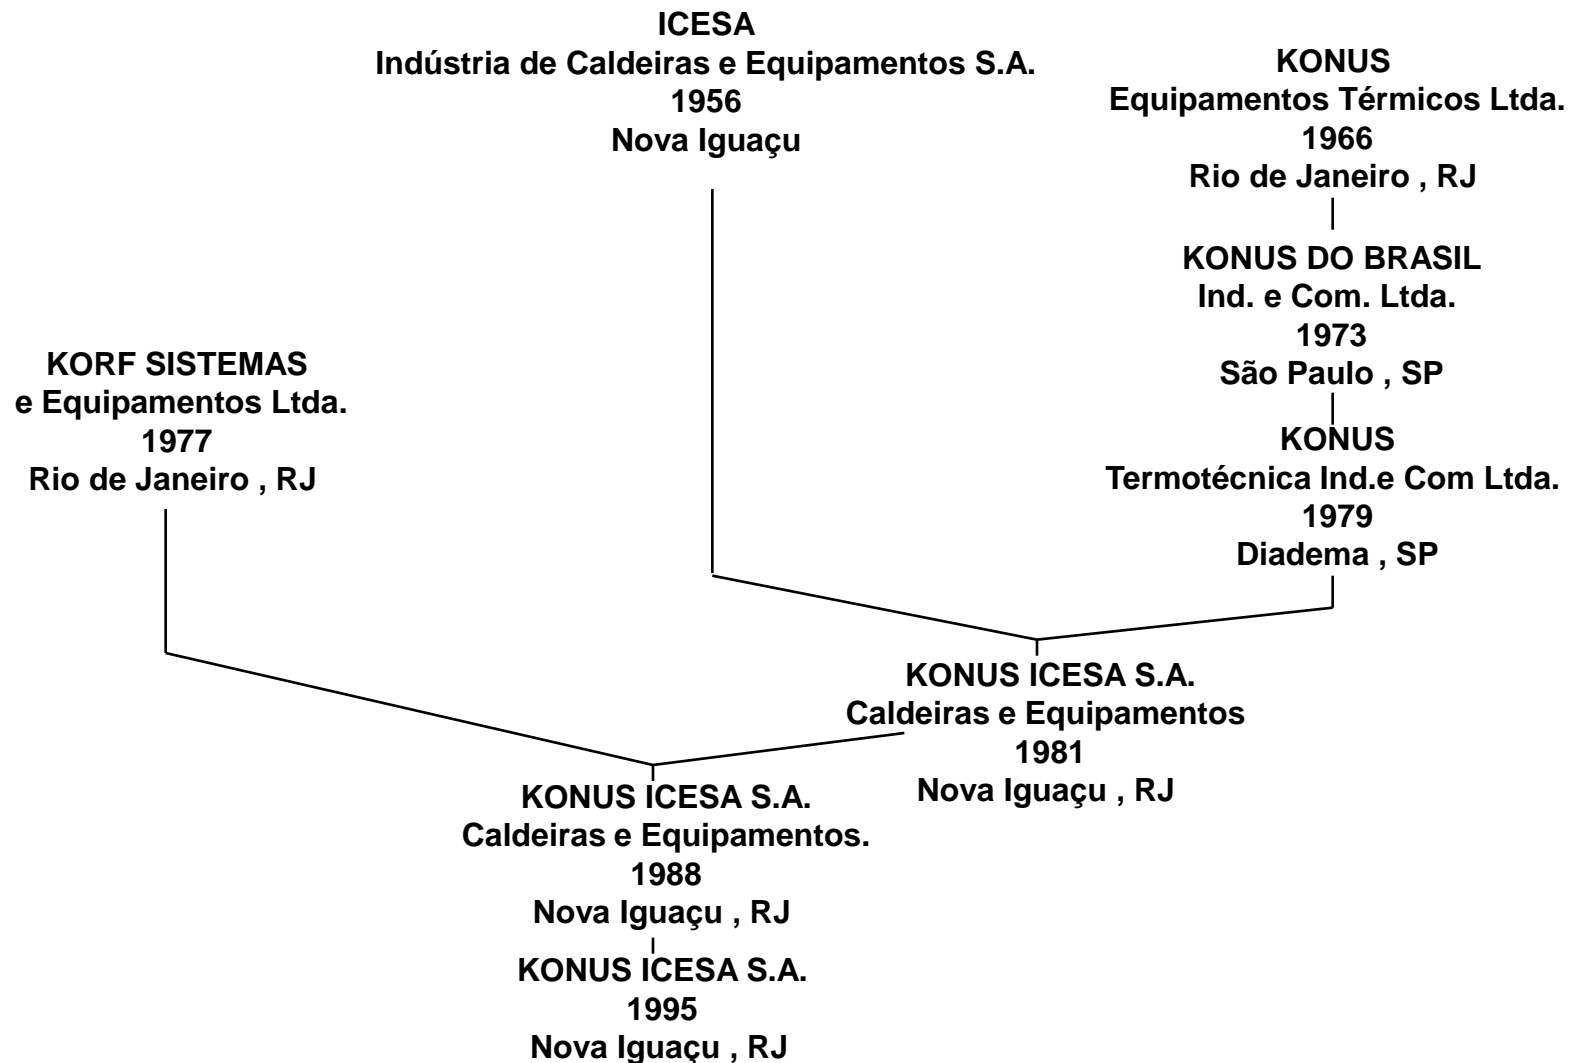 ICESA
Indústria de Caldeiras e Equipamentos S.A.
1956
Nova Iguaçu
KONUS
Equipamentos Térmicos Ltda.
1966
Rio de Janeiro , RJ
KONUS DO BRASIL
Ind. e Com. Ltda.
1973
São Paulo , SP
KORF SISTEMAS
e Equipamentos Ltda.
1977
Rio de Janeiro , RJ
KONUS
Termotécnica Ind.e Com Ltda.
1979
Diadema , SP
KONUS ICESA S.A.
Caldeiras e Equipamentos
1981
Nova Iguaçu , RJ
KONUS ICESA S.A.
Caldeiras e Equipamentos.
1988
Nova Iguaçu , RJ
KONUS ICESA S.A.
1995
Nova Iguaçu , RJ